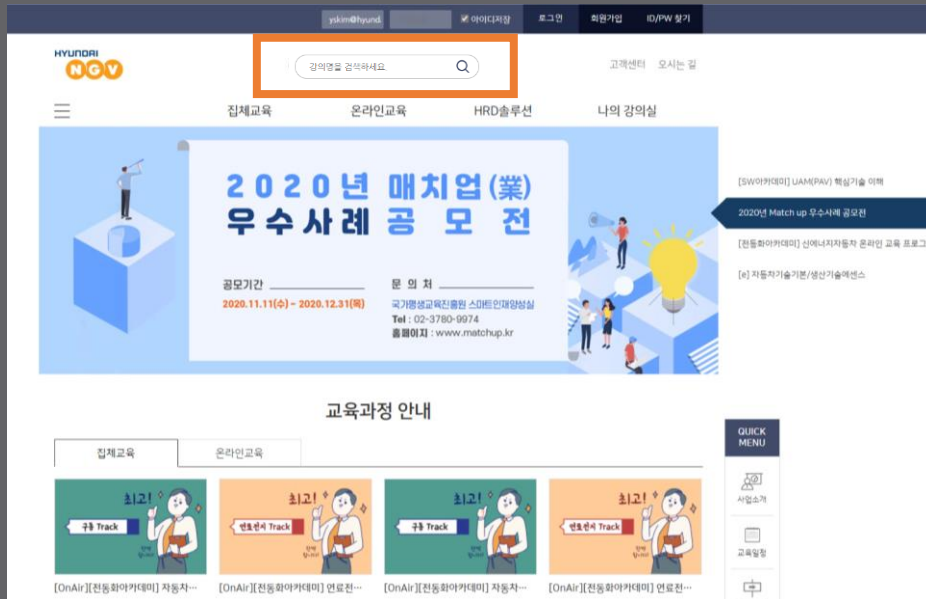 yskim@hyund.
아이디저장
로그인
회원가입
ID/PW 찾기
HYUNDAI
NGV
강의명을 검색하세요
고객센터
오시는 길
집체교육
온라인교육
HRD솔루션
나의 강의실
2020년 매치업(業)
우수사례 공모전
공모기간
2020.11.11(수) - 2020.12.31(목)
문 의 처
국가평생교육진흥원 스마트인재양성실
Tel : 02-3780-9974
홈페이지 : www.matchup.kr
[SW아카데미] UAM(PAV) 핵심기술 이해
2020년 Match up 우수사례 공모전
[전동화아카데미] 신에너지자동차 온라인 교육 프로그
[e] 자동차기술기본/생산기술에센스
교육과정 안내
집체교육
온라인교육
QUICK
MENU
사업소개
교육일정
최고!
구동 Track
최고!
연료전지 Track
최고!
구동 Track
최고!
연료전지 Track
[OnAir][전동화아카데미] 자동차…
[OnAir][전동화아카데미] 연료전…
[OnAir][전동화아카데미] 자동차…
[OnAir][전동화아카데미] 연료전…